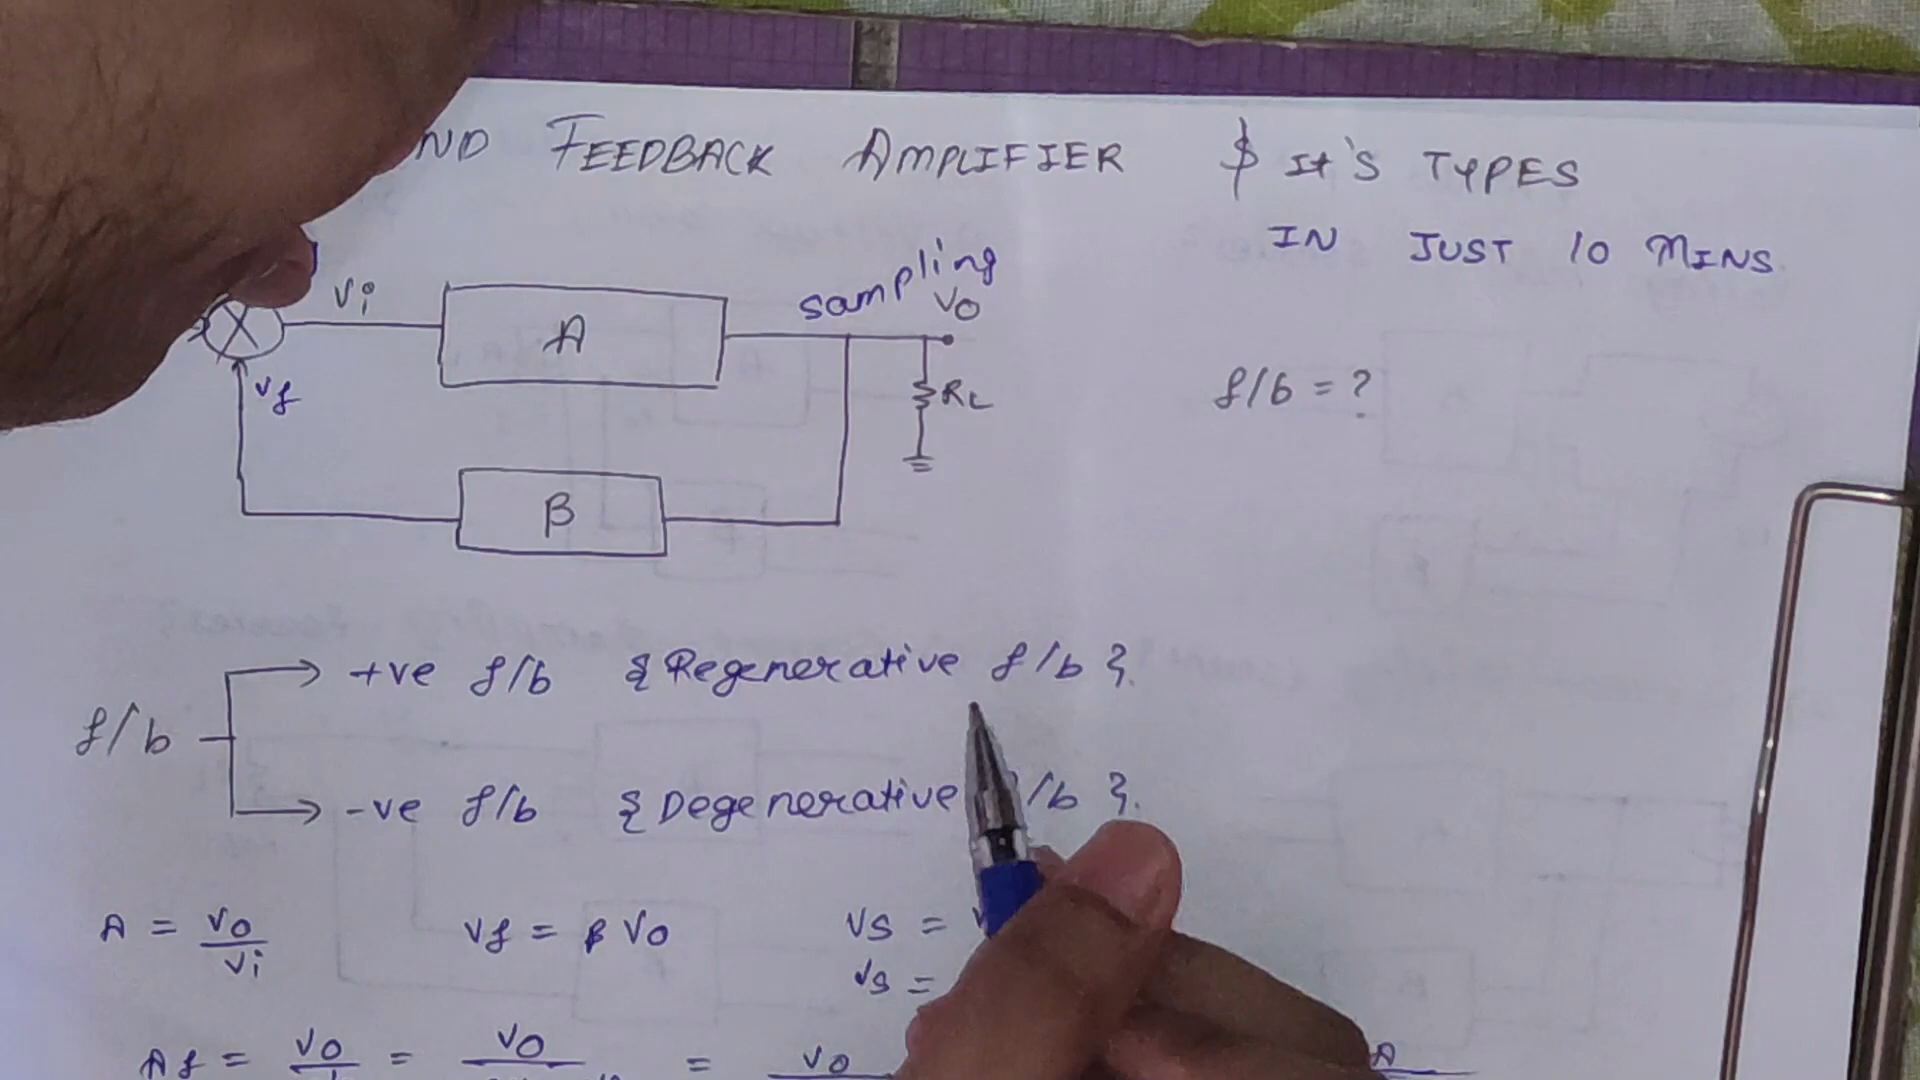 FEEDBACK AMPLIFIER $ It's TYPES
IN JUST 10 MINS
sampling
Vi
A
Vo
Vf
RL
f/b = ?
β
+ve f/b {Regenerative f/b}.
f/b
-ve f/b {Degenerative /b}.
A = Vo/Vi
Vf = β Vo
Vs =
Vs =
Af = Vo = Vo = Vo
A